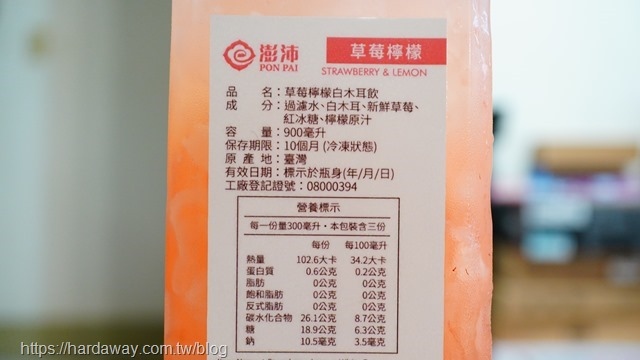 澎沛
PON PAI
草莓檸檬
STRAWBERRY & LEMON
品　　名：草莓檸檬白木耳飲
成　　分：過濾水、白木耳、新鮮草莓、
紅冰糖、檸檬原汁
容　　量：900毫升
保存期限：10個月 (冷凍狀態)
原 產 地：臺灣
有效日期：標示於瓶身(年/月/日)
工廠登記證號：08000394
營養標示
每一份量300毫升，本包裝含三份
每份 每100毫升
熱量 102.6大卡 34.2大卡
蛋白質 0.6公克 0.2公克
脂肪 0公克 0公克
飽和脂肪 0公克 0公克
反式脂肪 0公克 0公克
碳水化合物 26.1公克 8.7公克
糖 18.9公克 6.3公克
鈉 10.5毫克 3.5毫克
https://hardaway.com.tw/blog